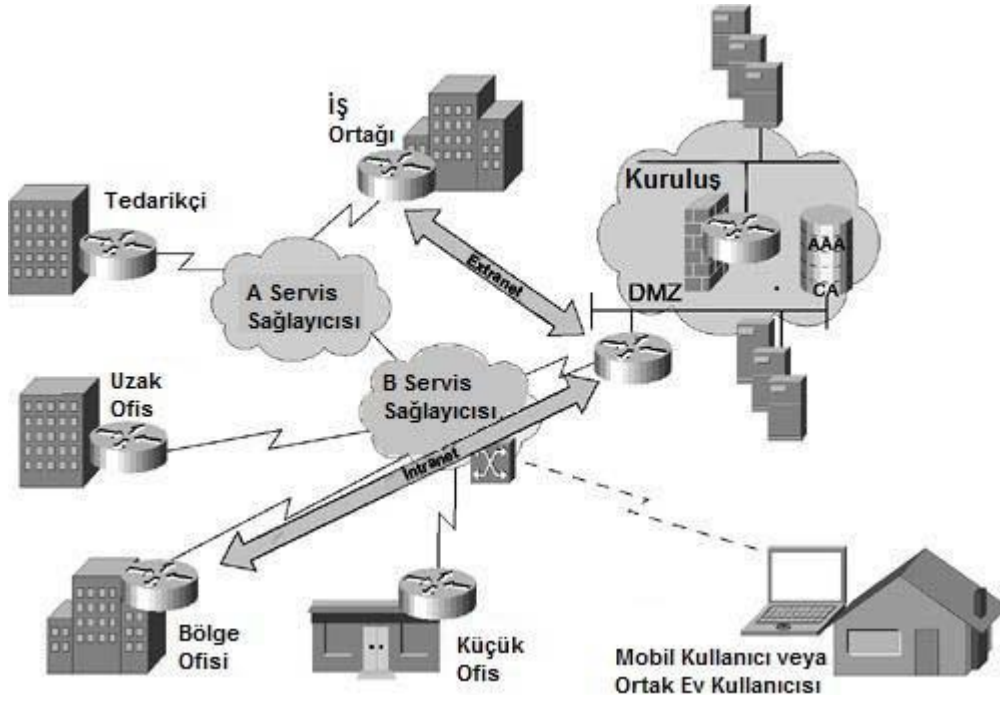 İş
Ortağı
Kuruluş
Tedarikçi
AAA
Extranet
CA
DMZ
A Servis
Sağlayıcısı
B Servis
Sağlayıcısı
Uzak
Ofis
İntranet
Bölge
Ofisi
Küçük
Ofis
Mobil Kullanıcı veya
Ortak Ev Kullanıcısı